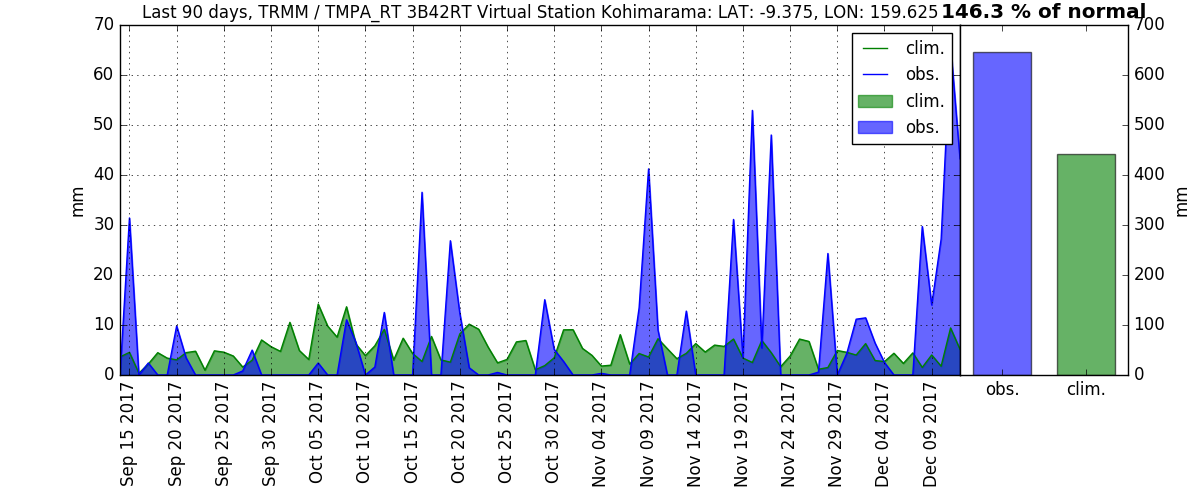 Last 90 days, TRMM / TMPA_RT 3B42RT Virtual Station Kohimarama: LAT: -9.375, LON: 159.625 146.3 % of normal
70
60
50
40
30
20
10
0
mm
clim.
obs.
clim.
obs.
700
600
500
400
300
200
100
0
mm
Sep 15 2017
Sep 20 2017
Sep 25 2017
Sep 30 2017
Oct 05 2017
Oct 10 2017
Oct 15 2017
Oct 20 2017
Oct 25 2017
Oct 30 2017
Nov 04 2017
Nov 09 2017
Nov 14 2017
Nov 19 2017
Nov 24 2017
Nov 29 2017
Dec 04 2017
Dec 09 2017
obs.
clim.